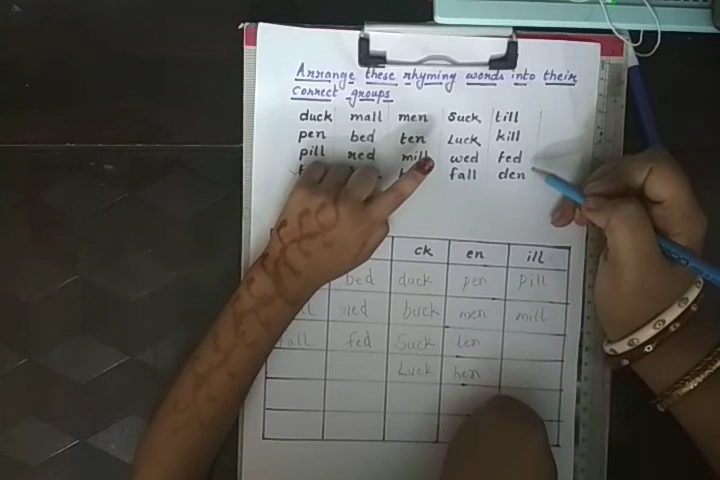 Arrange these rhyming words into their
correct groups
duck mall men Suck till
pen bed ten Luck kill
pill red mill wed fed
fall den
ck en ill
bed duck pen pill
red buck men mill
fall fed Suck ten
Luck hen